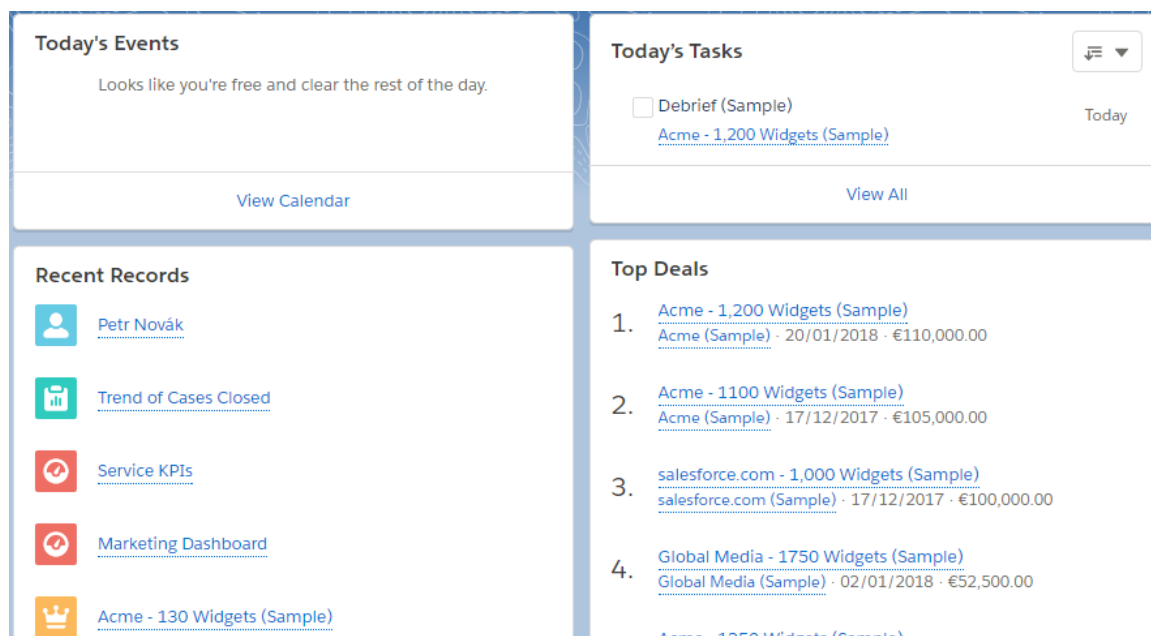 Today's Events
Looks like you're free and clear the rest of the day.
View Calendar
Today's Tasks
Debrief (Sample)
Today
Acme - 1,200 Widgets (Sample)
View All
Recent Records
Petr Novák
Trend of Cases Closed
Service KPIs
Marketing Dashboard
Acme - 130 Widgets (Sample)
Top Deals
1.
Acme - 1,200 Widgets (Sample)
Acme (Sample) · 20/01/2018 · €110,000.00
2.
Acme - 1100 Widgets (Sample)
Acme (Sample) · 17/12/2017 · €105,000.00
3.
salesforce.com - 1,000 Widgets (Sample)
salesforce.com (Sample) · 17/12/2017 · €100,000.00
4.
Global Media - 1750 Widgets (Sample)
Global Media (Sample) · 02/01/2018 · €52,500.00